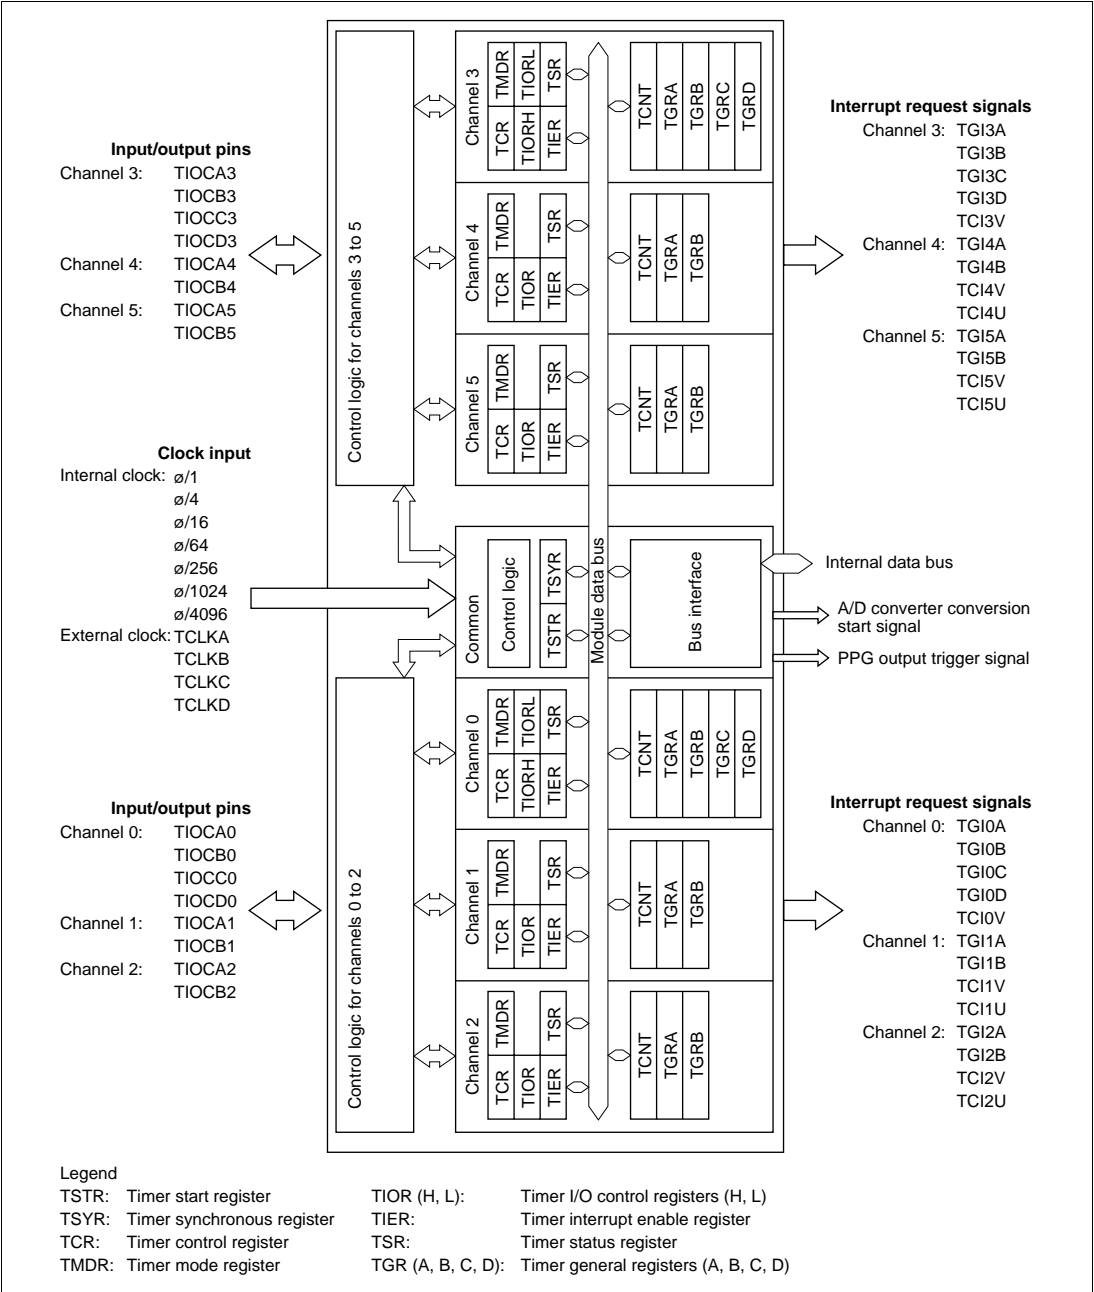 Input/output pins
Channel 3: TIOCA3
TIOCB3
TIOCC3
TIOCD3
Channel 4: TIOCA4
TIOCB4
Channel 5: TIOCA5
TIOCB5
Clock input
Internal clock: ø/1
ø/4
ø/16
ø/64
ø/256
ø/1024
ø/4096
External clock: TCLKA
TCLKB
TCLKC
TCLKD
Input/output pins
Channel 0: TIOCA0
TIOCB0
TIOCC0
TIOCD0
Channel 1: TIOCA1
TIOCB1
Channel 2: TIOCA2
TIOCB2
Control logic for channels 3 to 5
Control logic for channels 0 to 2
Channel 3
TMDR TIORL TSR
TCR TIORH TIER
TCNT TGRA TGRB TGRC TGRD
Channel 4
TMDR TSR
TCR TIOR TIER
TCNT TGRA TGRB
Channel 5
TMDR TSR
TCR TIOR TIER
TCNT TGRA TGRB
Common
Control logic
TSYR
TSTR
Module data bus
Bus interface
Channel 0
TMDR TIORL TSR
TCR TIORH TIER
TCNT TGRA TGRB TGRC TGRD
Channel 1
TMDR TSR
TCR TIOR TIER
TCNT TGRA TGRB
Channel 2
TMDR TSR
TCR TIOR TIER
TCNT TGRA TGRB
Interrupt request signals
Channel 3: TGI3A
TGI3B
TGI3C
TGI3D
TCI3V
Channel 4: TGI4A
TGI4B
TCI4V
TCI4U
Channel 5: TGI5A
TGI5B
TCI5V
TCI5U
Internal data bus
A/D converter conversion
start signal
PPG output trigger signal
Interrupt request signals
Channel 0: TGI0A
TGI0B
TGI0C
TGI0D
TCI0V
Channel 1: TGI1A
TGI1B
TCI1V
TCI1U
Channel 2: TGI2A
TGI2B
TCI2V
TCI2U
Legend
TSTR: Timer start register
TSYR: Timer synchronous register
TCR: Timer control register
TMDR: Timer mode register
TIOR (H, L): Timer I/O control registers (H, L)
TIER: Timer interrupt enable register
TSR: Timer status register
TGR (A, B, C, D): Timer general registers (A, B, C, D)